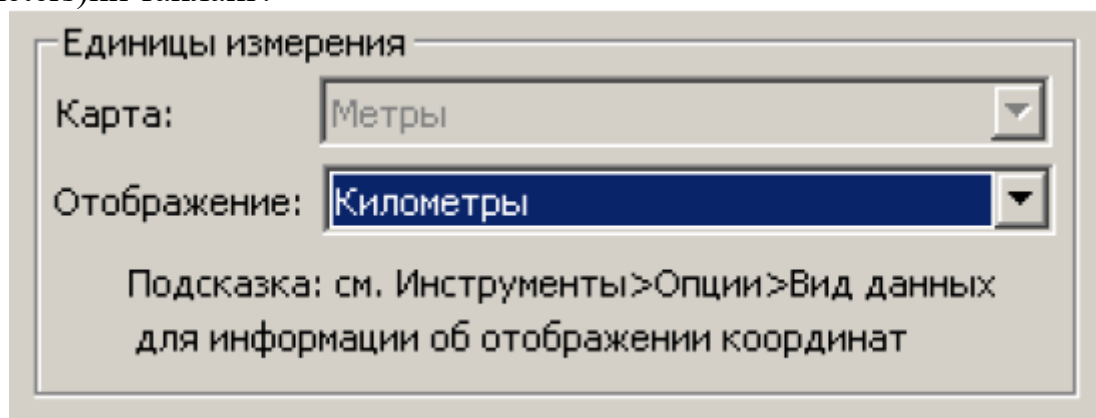 Единицы измерения
Карта: Метры
Отображение: Километры
Подсказка: см. Инструменты>Опции>Вид данных
для информации об отображении координат